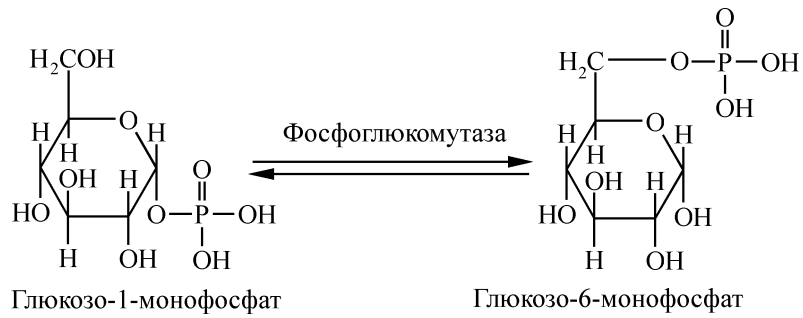 O
H₂COH
H₂C O P OH
OH
O
O
H H
Фосфоглюкомутаза
H H
H
H
O
OH H
OH H
HO O P OH
HO OH
H OH OH
H OH
Глюкозо-1-монофосфат
Глюкозо-6-монофосфат